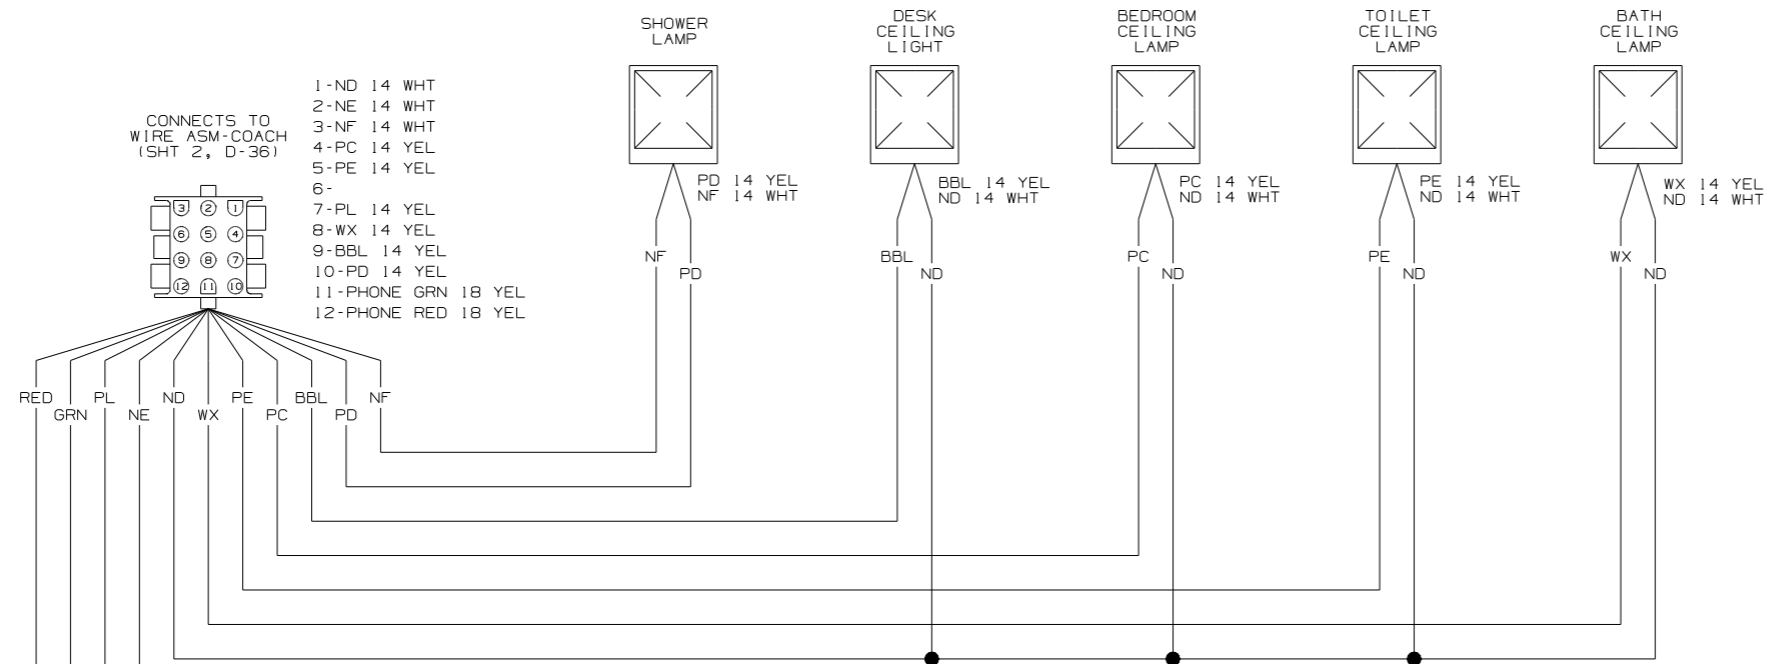 SHOWER
LAMP
DESK
CEILING
LIGHT
BEDROOM
CEILING
LAMP
TOILET
CEILING
LAMP
BATH
CEILING
LAMP
CONNECTS TO
WIRE ASM-COACH
(SHT 2, D-36)
1-ND 14 WHT
2-NE 14 WHT
3-NF 14 WHT
4-PC 14 YEL
5-PE 14 YEL
6-
7-PL 14 YEL
8-WX 14 YEL
9-BBL 14 YEL
10-PD 14 YEL
11-PHONE GRN 18 YEL
12-PHONE RED 18 YEL
3 2 1
6 5 4
9 8 7
12 11 10
PD 14 YEL
NF 14 WHT
BBL 14 YEL
ND 14 WHT
PC 14 YEL
ND 14 WHT
PE 14 YEL
ND 14 WHT
WX 14 YEL
ND 14 WHT
NF
PD
BBL
ND
PC
ND
PE
ND
WX
ND
RED
GRN
PL
NE
ND
WX
PE
PC
BBL
PD
NF